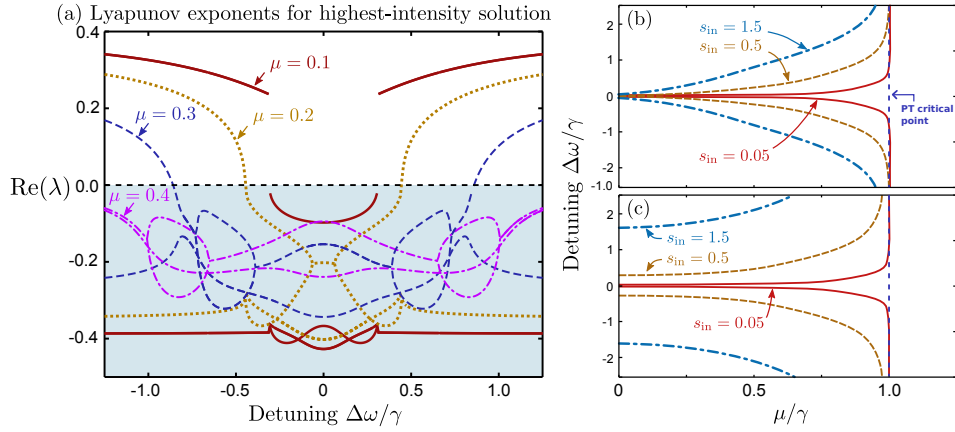 (a) Lyapunov exponents for highest-intensity solution
0.4
0.2
0.0
-0.2
-0.4
Re(λ)
μ = 0.1
μ = 0.2
μ = 0.3
μ = 0.4
-1.0
-0.5
0
0.5
1.0
Detuning Δω/γ
(b)
2
1
0
-1
-2
-1.0
s_in = 1.5
s_in = 0.5
s_in = 0.05
PT critical
point
Detuning Δω/γ
(c)
2
1
0
-1
-2
s_in = 1.5
s_in = 0.5
s_in = 0.05
0
0.5
1.0
μ/γ